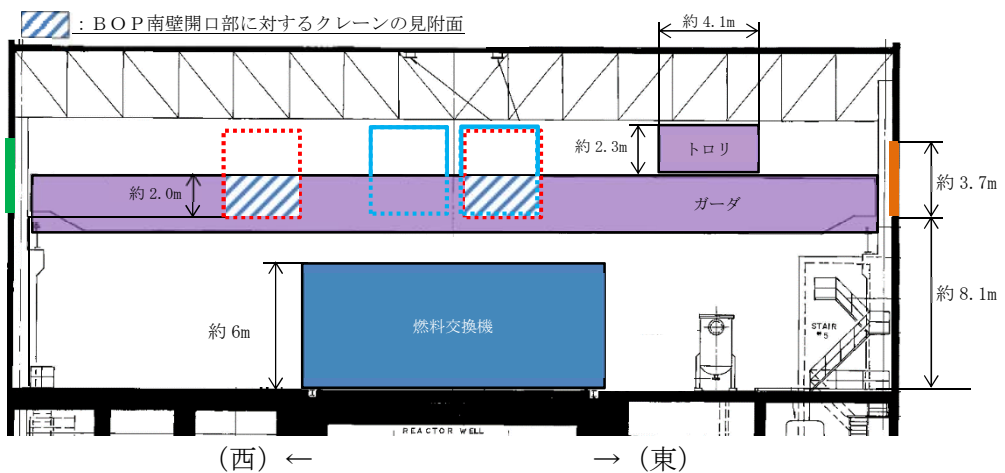 ：ＢＯＰ南壁開口部に対するクレーンの見附面
約 4.1m
約 2.3m
トロリ
約 3.7m
約 2.0m
ガーダ
約 8.1m
約 6m
燃料交換機
STAIR
#5
REACTOR WELL
（西）←
→（東）